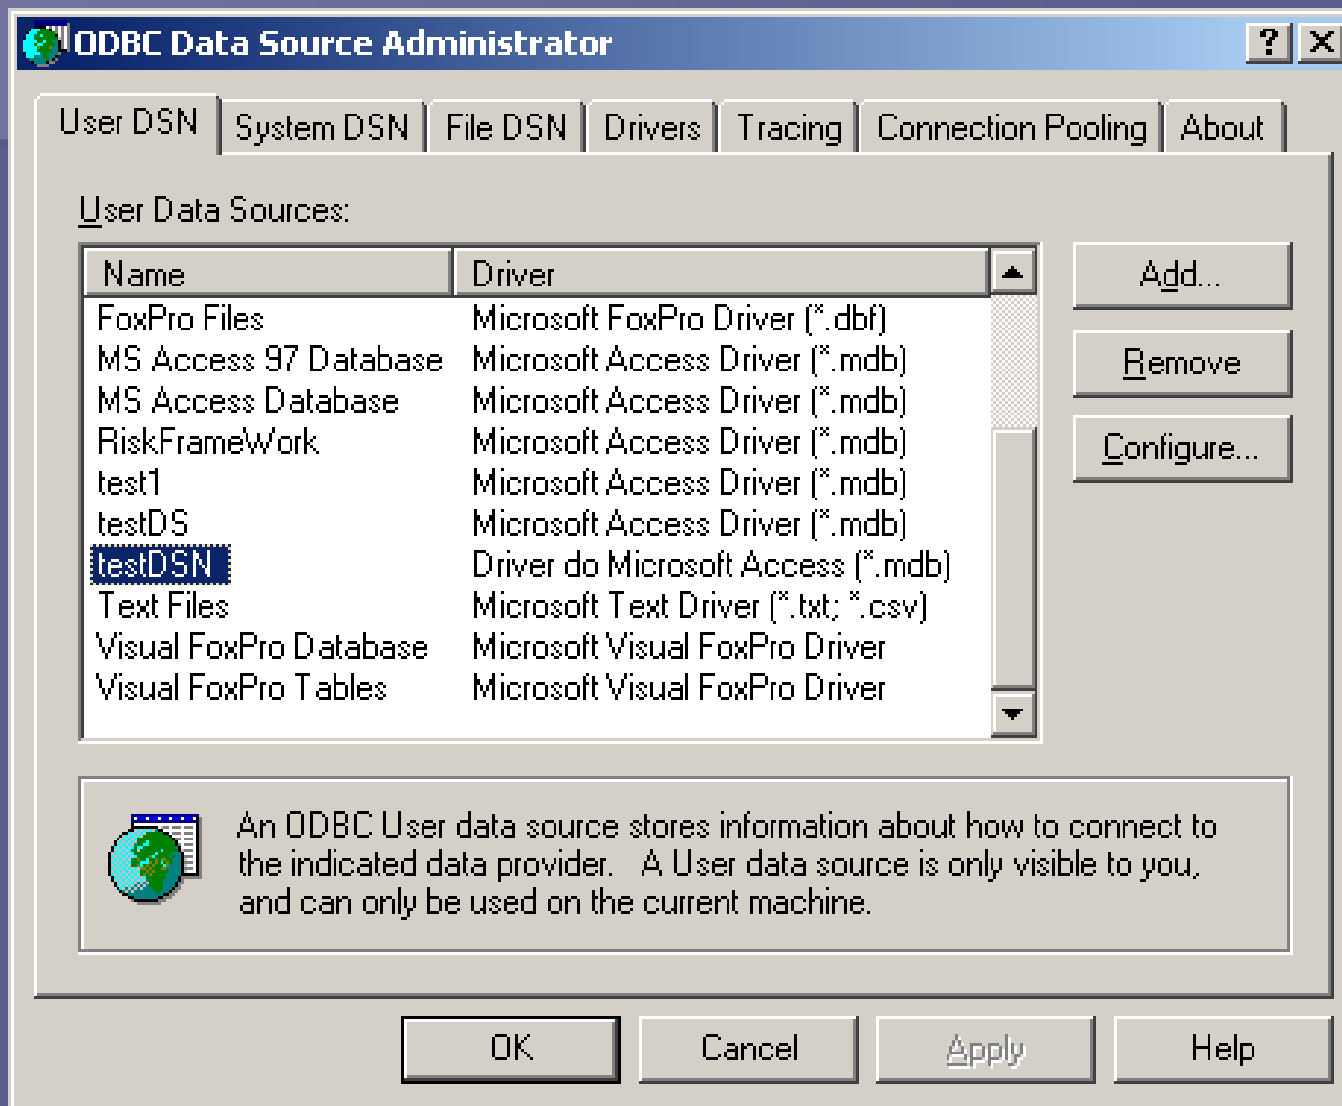 ODBC Data Source Administrator
User DSN System DSN File DSN Drivers Tracing Connection Pooling About
User Data Sources:
Name Driver
FoxPro Files Microsoft FoxPro Driver (*.dbf)
MS Access 97 Database Microsoft Access Driver (*.mdb)
MS Access Database Microsoft Access Driver (*.mdb)
RiskFrameWork Microsoft Access Driver (*.mdb)
test1 Microsoft Access Driver (*.mdb)
testDS Microsoft Access Driver (*.mdb)
testDSN Driver do Microsoft Access (*.mdb)
Text Files Microsoft Text Driver (*.txt; *.csv)
Visual FoxPro Database Microsoft Visual FoxPro Driver
Visual FoxPro Tables Microsoft Visual FoxPro Driver
Add...
Remove
Configure...
An ODBC User data source stores information about how to connect to
the indicated data provider. A User data source is only visible to you,
and can only be used on the current machine.
OK Cancel Apply Help